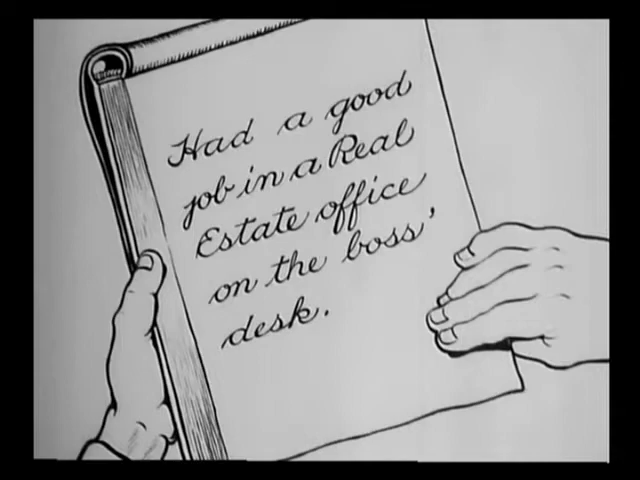 Had a good
job in a Real
Estate office
on the boss'
desk.